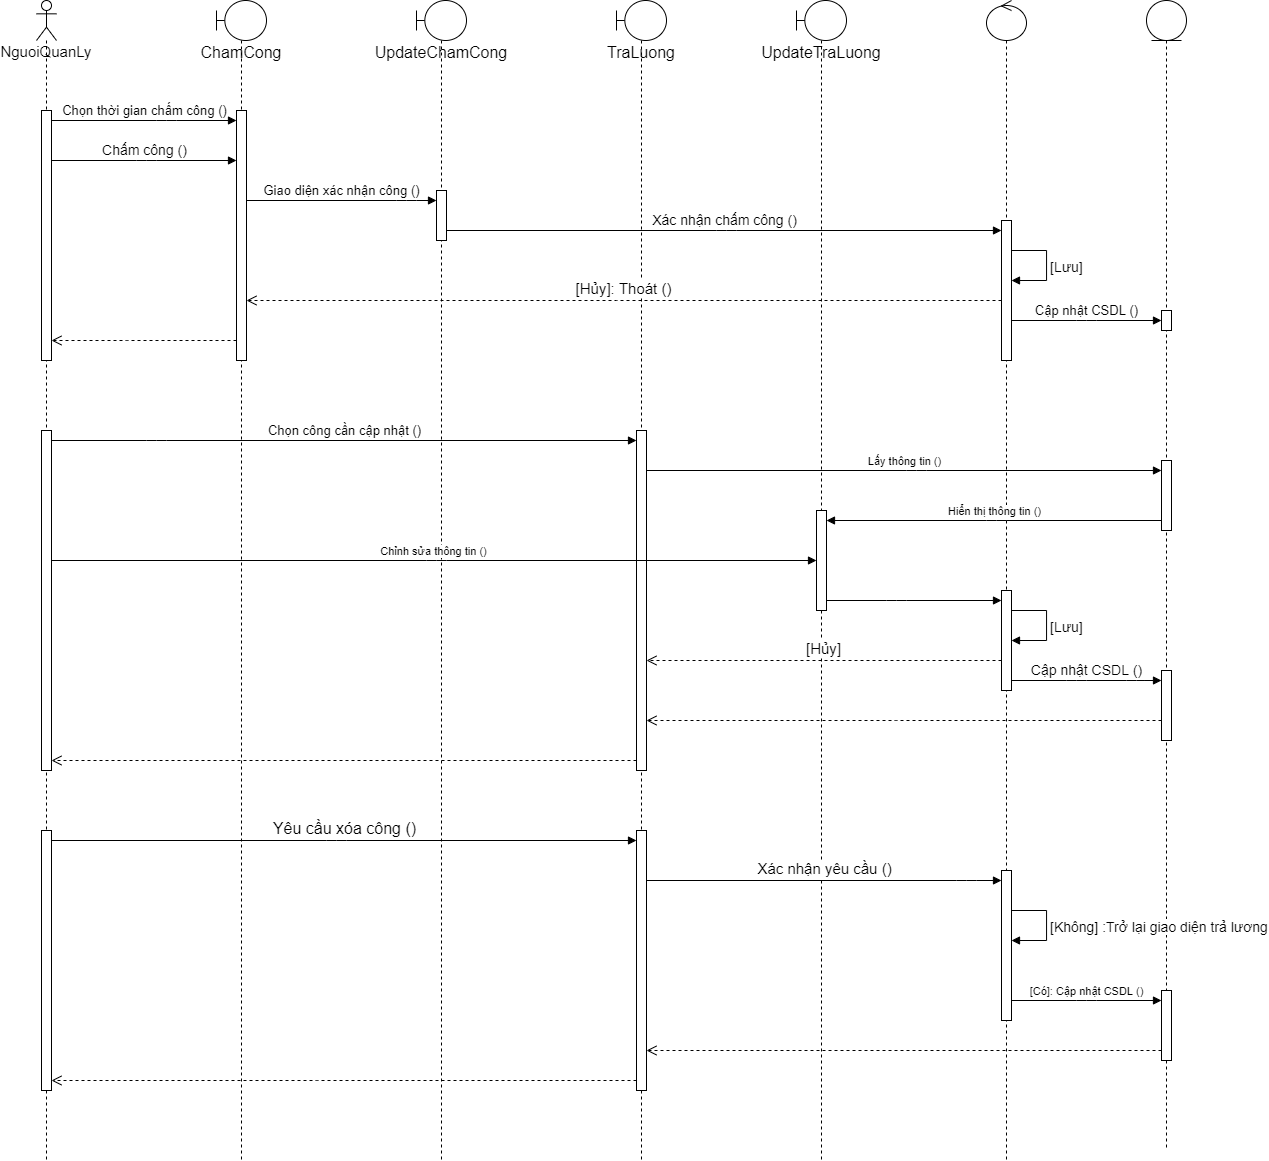 NguoiQuanLy
ChamCong
UpdateChamCong
TraLuong
UpdateTraLuong
Chọn thời gian chấm công ()
Chấm công ()
Giao diện xác nhận công ()
Xác nhận chấm công ()
[Lưu]
[Hủy]: Thoát ()
Cập nhật CSDL ()
Chọn công cần cập nhật ()
Lấy thông tin ()
Hiển thị thông tin ()
Chỉnh sửa thông tin ()
[Lưu]
[Hủy]
Cập nhật CSDL ()
Yêu cầu xóa công ()
Xác nhận yêu cầu ()
[Không] :Trở lại giao diện trả lương
[Có]: Cập nhật CSDL ()